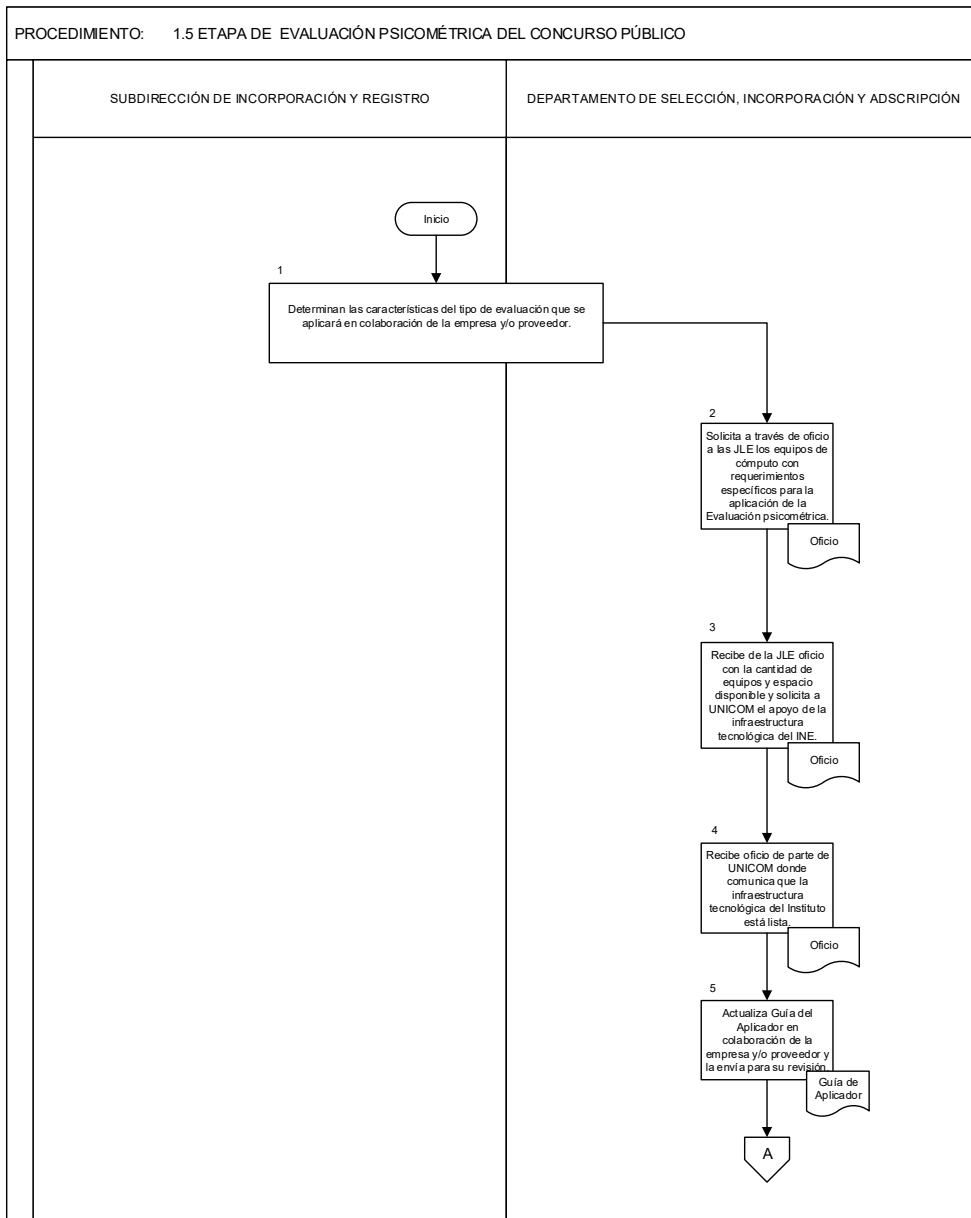 PROCEDIMIENTO: 1.5 ETAPA DE EVALUACIÓN PSICOMÉTRICA DEL CONCURSO PÚBLICO
SUBDIRECCIÓN DE INCORPORACIÓN Y REGISTRO
DEPARTAMENTO DE SELECCIÓN, INCORPORACIÓN Y ADSCRIPCIÓN
Inicio
1
Determinan las características del tipo de evaluación que se
aplicará en colaboración de la empresa y/o proveedor.
2
Solicita a través de oficio
a las JLE los equipos de
cómputo con
requerimientos
específicos para la
aplicación de la
Evaluación psicométrica.
Oficio
3
Recibe de la JLE oficio
con la cantidad de
equipos y espacio
disponible y solicita a
UNICOM el apoyo de la
infraestructura
tecnológica del INE.
Oficio
4
Recibe oficio de parte de
UNICOM donde
comunica que la
infraestructura
tecnológica del Instituto
está lista.
Oficio
5
Actualiza Guía del
Aplicador en
colaboración de la
empresa y/o proveedor y
la envía para su revisión.
Guía de
Aplicador
A